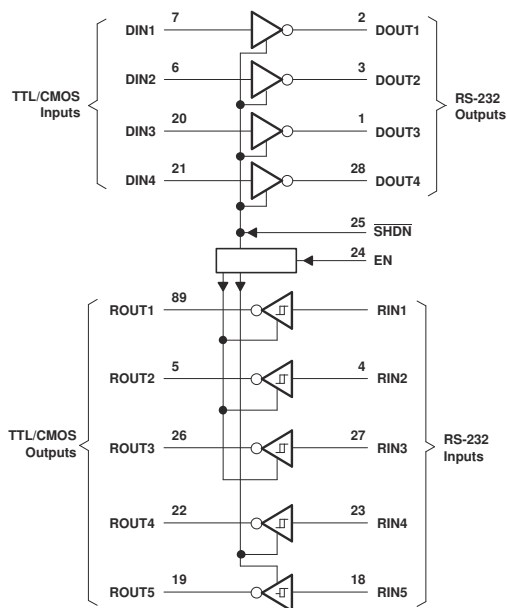 DIN1 7 2 DOUT1
DIN2 6 3 DOUT2
TTL/CMOS Inputs
RS-232 Outputs
DIN3 20 1 DOUT3
DIN4 21 28 DOUT4
25 SHDN
24 EN
ROUT1 89 RIN1
ROUT2 5 4 RIN2
TTL/CMOS Outputs
ROUT3 26 27 RIN3
RS-232 Inputs
ROUT4 22 23 RIN4
ROUT5 19 18 RIN5